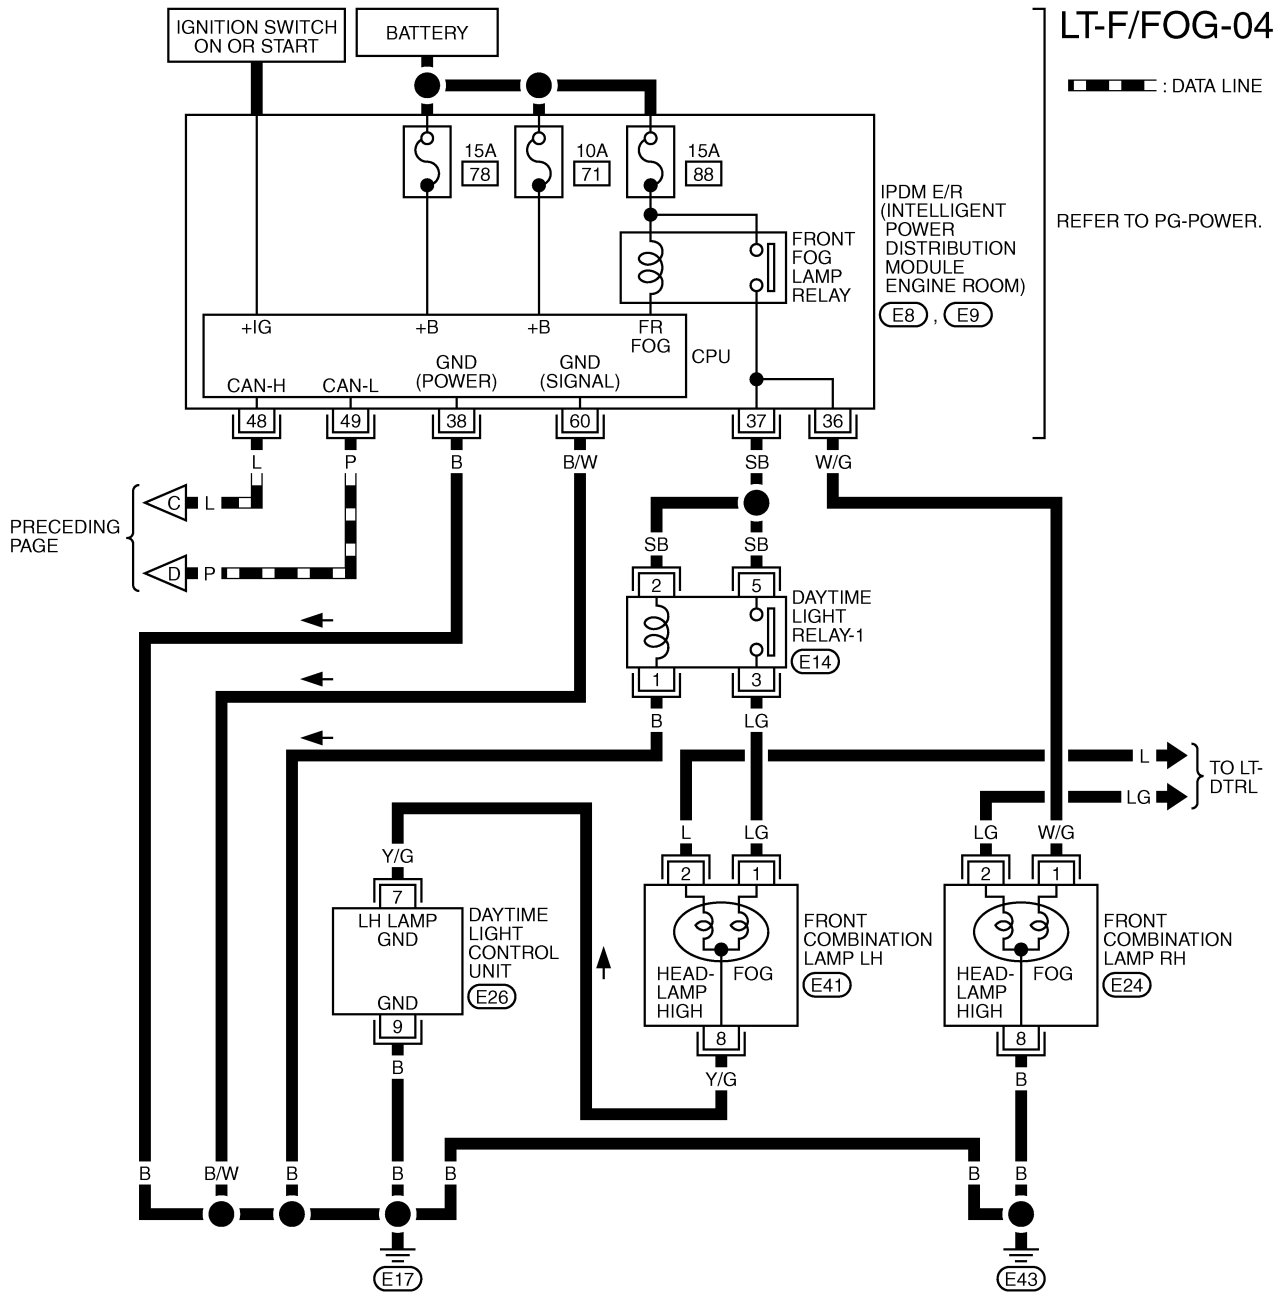 IGNITION SWITCH
ON OR START
BATTERY
LT-F/FOG-04
: DATA LINE
15A
78
10A
71
15A
88
IPDM E/R
(INTELLIGENT
POWER
DISTRIBUTION
MODULE
ENGINE ROOM)
E8 , E9
REFER TO PG-POWER.
FRONT
FOG
LAMP
RELAY
+IG
+B
+B
FR
FOG
CPU
CAN-H
CAN-L
GND
(POWER)
GND
(SIGNAL)
48
49
38
60
37
36
L
P
B
B/W
SB
W/G
PRECEDING
PAGE
C
L
D
P
SB
SB
2
5
DAYTIME
LIGHT
RELAY-1
E14
1
3
B
LG
L
LG
TO LT-
DTRL
L
LG
LG
W/G
Y/G
7
LH LAMP
GND
GND
9
DAYTIME
LIGHT
CONTROL
UNIT
E26
B
2
1
HEAD-
LAMP
HIGH
FOG
8
FRONT
COMBINATION
LAMP LH
E41
Y/G
2
1
HEAD-
LAMP
HIGH
FOG
8
FRONT
COMBINATION
LAMP RH
E24
B
B
B/W
B
B
B
B
B
E17
E43